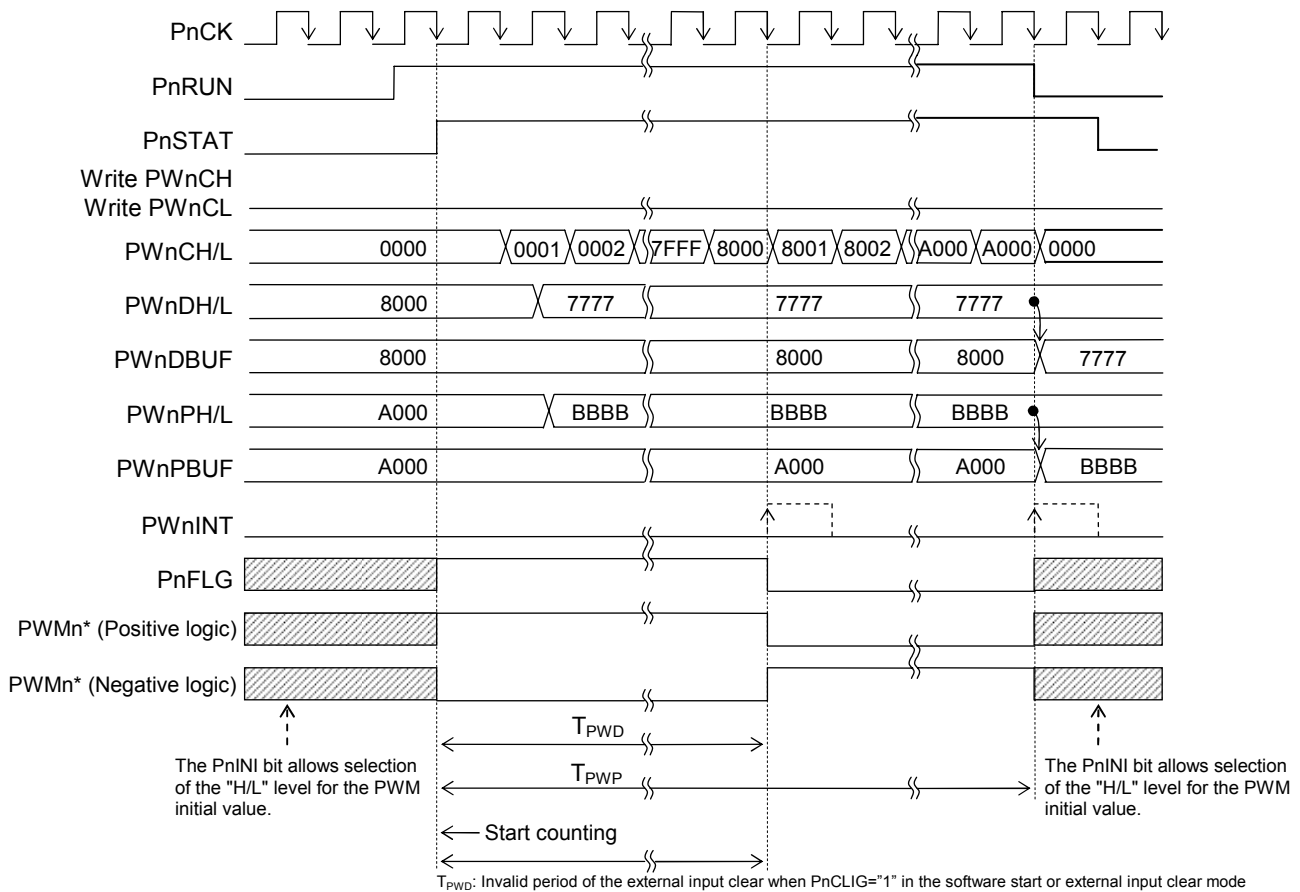 PnCK
PnRUN
PnSTAT
Write PWnCH
Write PWnCL
PWnCH/L 0000 0001 0002 7FFF 8000 8001 8002 A000 A000 0000
PWnDH/L 8000 7777 7777 7777
PWnDBUF 8000 8000 8000 7777
PWnPH/L A000 BBBB BBBB BBBB
PWnPBUF A000 A000 A000 BBBB
PWnINT
PnFLG
PWMn* (Positive logic)
PWMn* (Negative logic)
TPWD
The PnINI bit allows selection
of the "H/L" level for the PWM
initial value.
TPWP
The PnINI bit allows selection
of the "H/L" level for the PWM
initial value.
Start counting
TPWD: Invalid period of the external input clear when PnCLIG="1" in the software start or external input clear mode